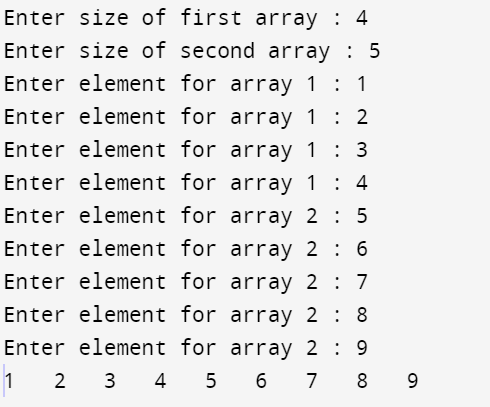 Enter size of first array : 4
Enter size of second array : 5
Enter element for array 1 : 1
Enter element for array 1 : 2
Enter element for array 1 : 3
Enter element for array 1 : 4
Enter element for array 2 : 5
Enter element for array 2 : 6
Enter element for array 2 : 7
Enter element for array 2 : 8
Enter element for array 2 : 9
1   2   3   4   5   6   7   8   9